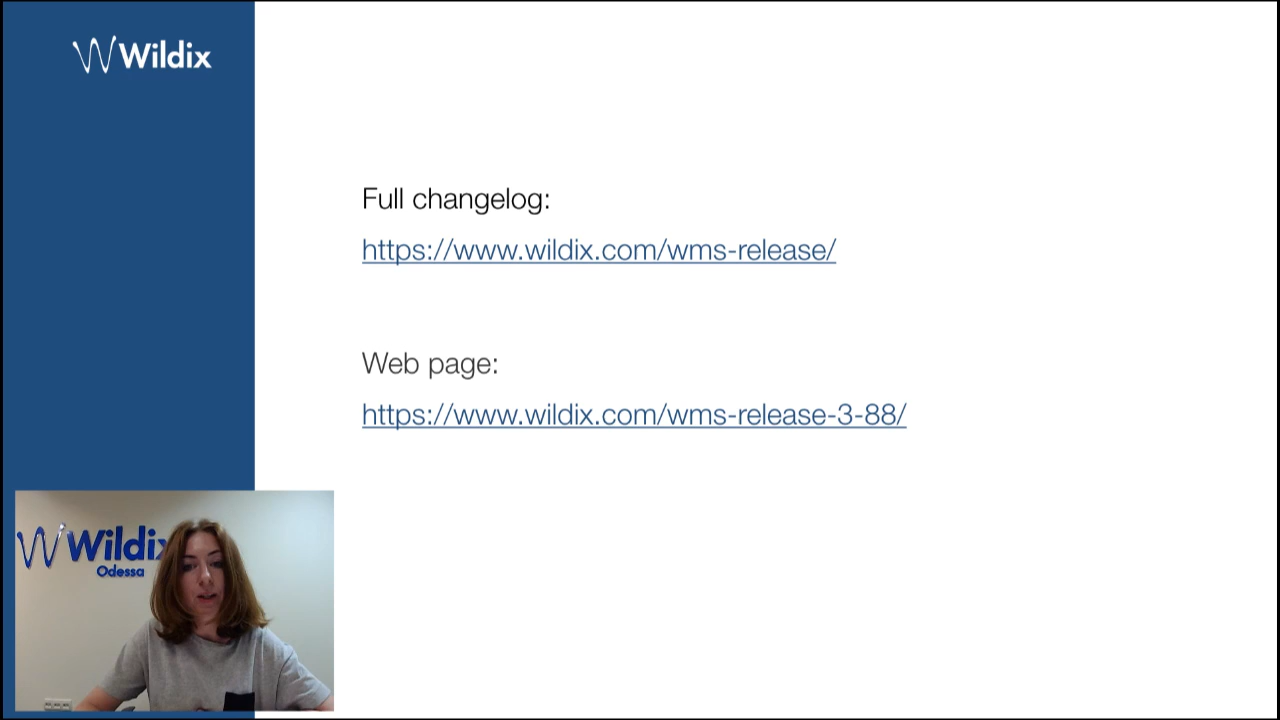 Wildix
Full changelog:
https://www.wildix.com/wms-release/
Web page:
https://www.wildix.com/wms-release-3-88/
Wildix
Odessa